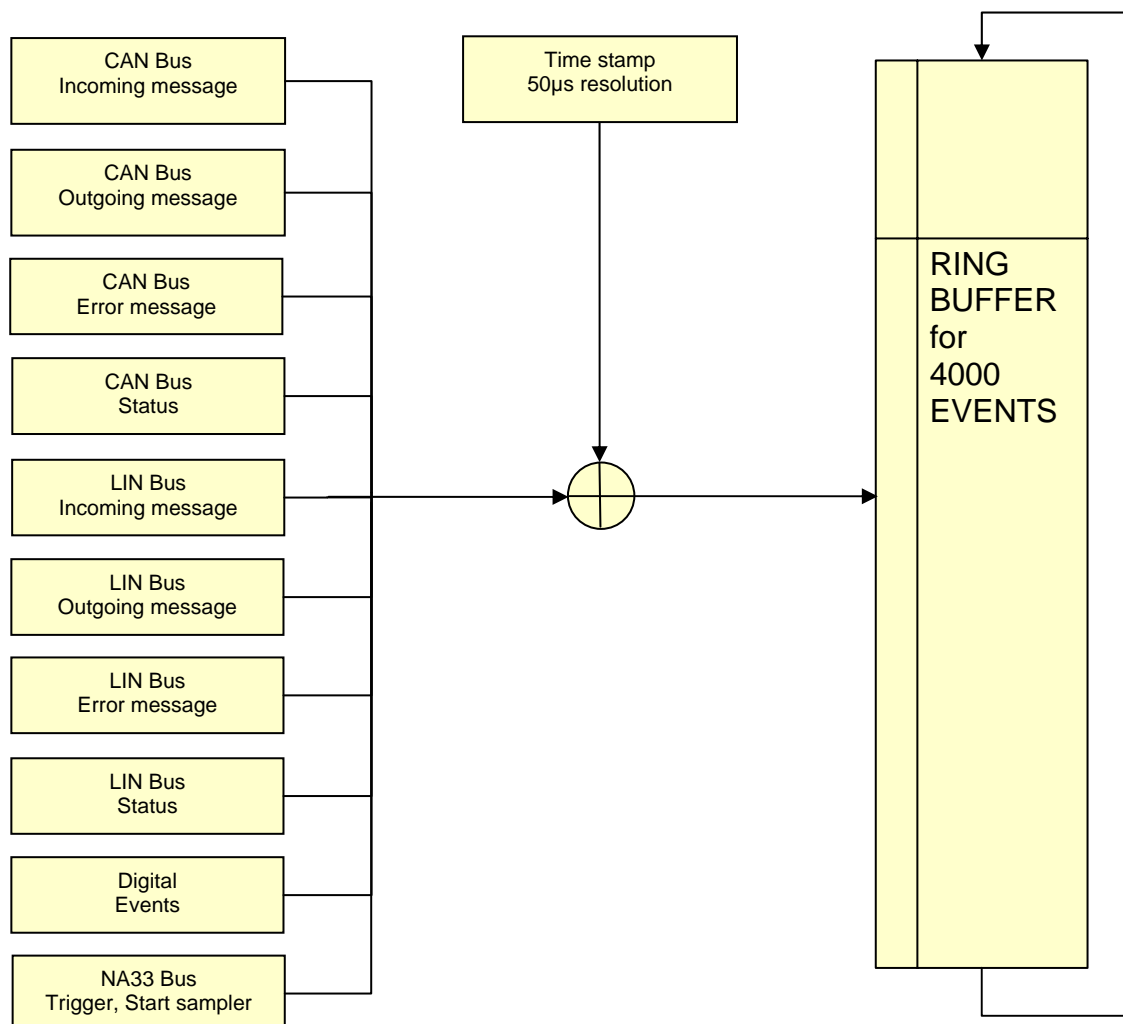 CAN Bus
Incoming message
CAN Bus
Outgoing message
CAN Bus
Error message
CAN Bus
Status
LIN Bus
Incoming message
LIN Bus
Outgoing message
LIN Bus
Error message
LIN Bus
Status
Digital
Events
NA33 Bus
Trigger, Start sampler
Time stamp
50µs resolution
RING
BUFFER
for
4000
EVENTS